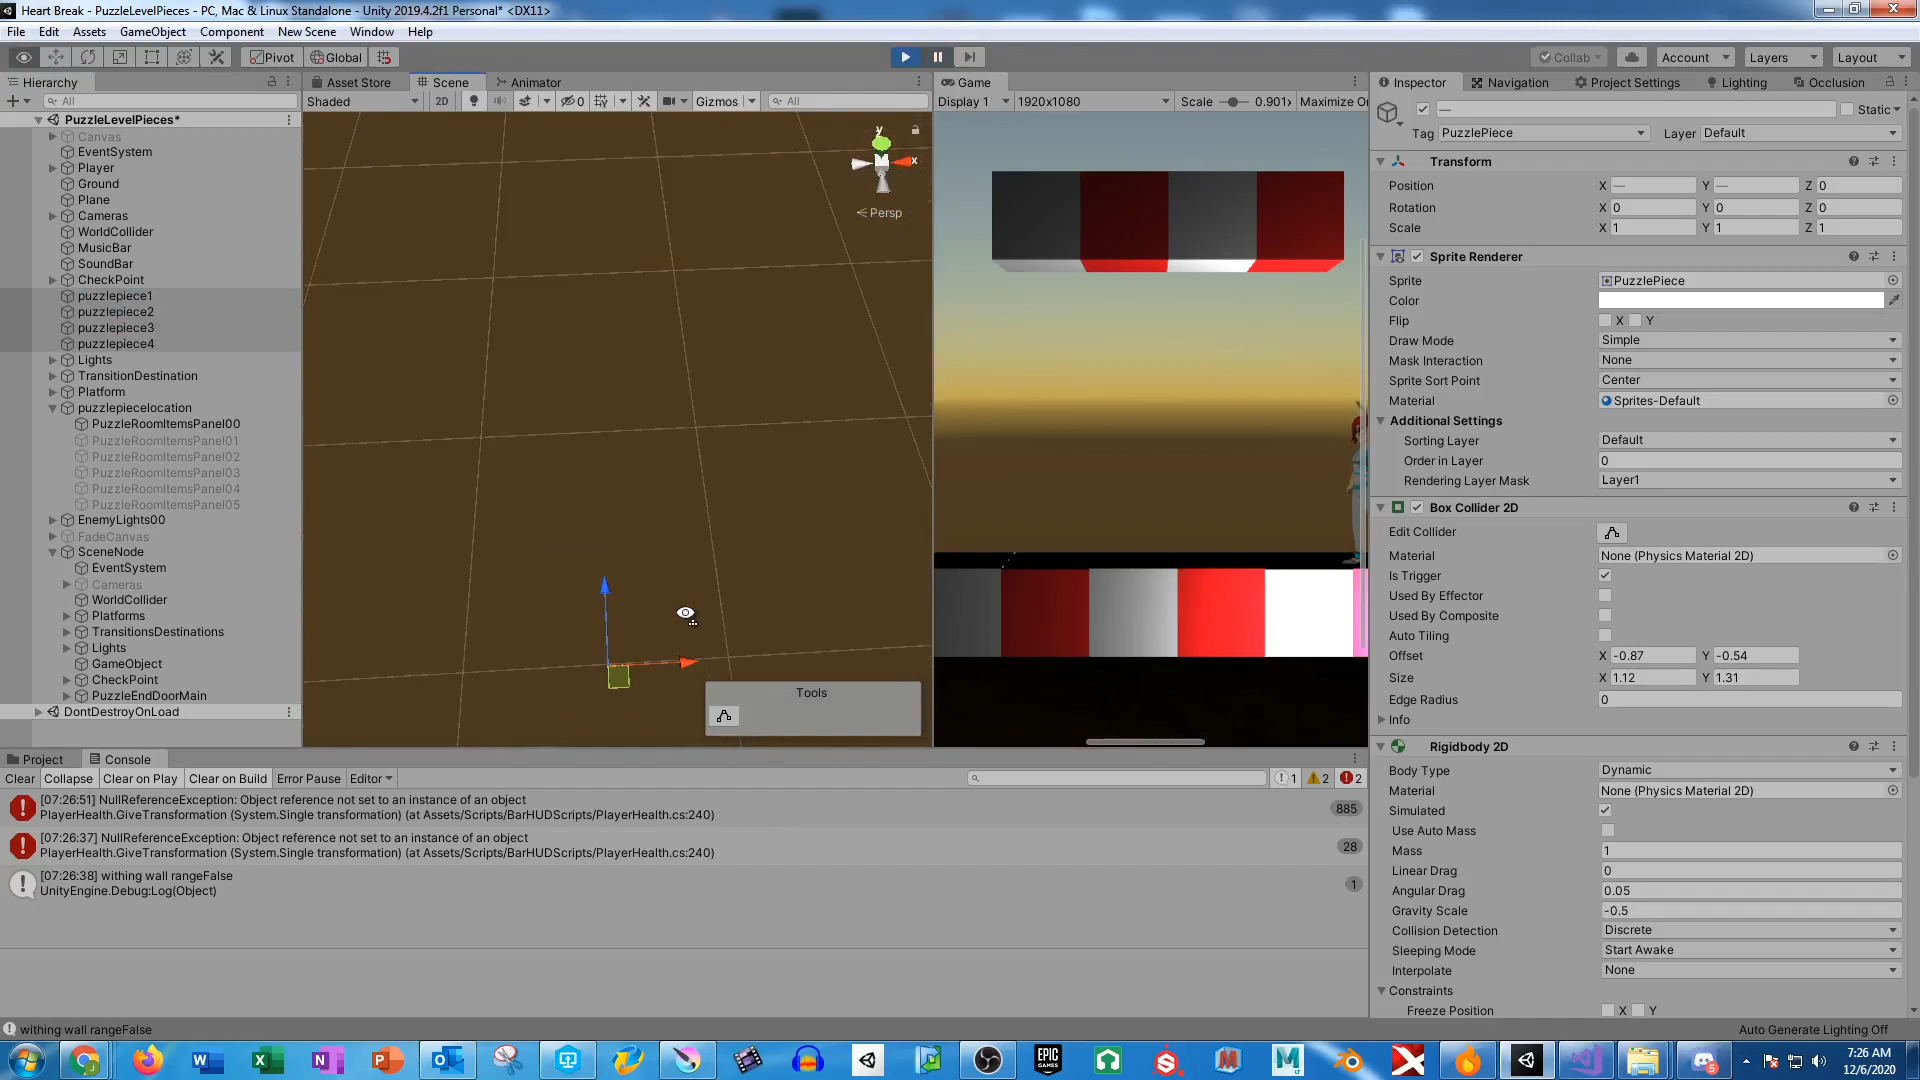 Heart Break - PuzzleLevelPieces - PC, Mac & Linux Standalone - Unity 2019.4.2f1 Personal* <DX11>
File Edit Assets GameObject Component New Scene Window Help
Pivot Global Collab Account Layers Layout
Hierarchy Asset Store Scene Animator Game Inspector Navigation Project Settings Lighting Occlusion
All Shaded 2D 0 Gizmos All Display 1 1920x1080 Scale 0.901x Maximize On
— Static
Tag PuzzlePiece Layer Default
PuzzleLevelPieces*
Canvas
EventSystem
Player
Ground
Plane
Cameras
WorldCollider
MusicBar
SoundBar
CheckPoint
puzzlepiece1
puzzlepiece2
puzzlepiece3
puzzlepiece4
Lights
TransitionDestination
Platform
puzzlepiecelocation
PuzzleRoomItemsPanel00
PuzzleRoomItemsPanel01
PuzzleRoomItemsPanel02
PuzzleRoomItemsPanel03
PuzzleRoomItemsPanel04
PuzzleRoomItemsPanel05
EnemyLights00
FadeCanvas
SceneNode
EventSystem
Cameras
WorldCollider
Platforms
TransitionsDestinations
Lights
GameObject
CheckPoint
PuzzleEndDoorMain
DontDestroyOnLoad
y
x
Persp
Tools
Transform
Position X — Y — Z 0
Rotation X 0 Y 0 Z 0
Scale X 1 Y 1 Z 1
Sprite Renderer
Sprite PuzzlePiece
Color
Flip X Y
Draw Mode Simple
Mask Interaction None
Sprite Sort Point Center
Material Sprites-Default
Additional Settings
Sorting Layer Default
Order in Layer 0
Rendering Layer Mask Layer1
Box Collider 2D
Edit Collider
Material None (Physics Material 2D)
Is Trigger
Used By Effector
Used By Composite
Auto Tiling
Offset X -0.87 Y -0.54
Size X 1.12 Y 1.31
Edge Radius 0
Info
Rigidbody 2D
Body Type Dynamic
Material None (Physics Material 2D)
Simulated
Use Auto Mass
Mass 1
Linear Drag 0
Angular Drag 0.05
Gravity Scale -0.5
Collision Detection Discrete
Sleeping Mode Start Awake
Interpolate None
Constraints
Freeze Position X Y
Project Console
Clear Collapse Clear on Play Clear on Build Error Pause Editor 1 2 2
[07:26:51] NullReferenceException: Object reference not set to an instance of an object
PlayerHealth.GiveTransformation (System.Single transformation) (at Assets/Scripts/BarHUDScripts/PlayerHealth.cs:240)
885
[07:26:37] NullReferenceException: Object reference not set to an instance of an object
PlayerHealth.GiveTransformation (System.Single transformation) (at Assets/Scripts/BarHUDScripts/PlayerHealth.cs:240)
28
[07:26:38] withing wall rangeFalse
UnityEngine.Debug:Log(Object)
1
withing wall rangeFalse
Auto Generate Lighting Off
EPIC GAMES
7:26 AM
12/6/2020